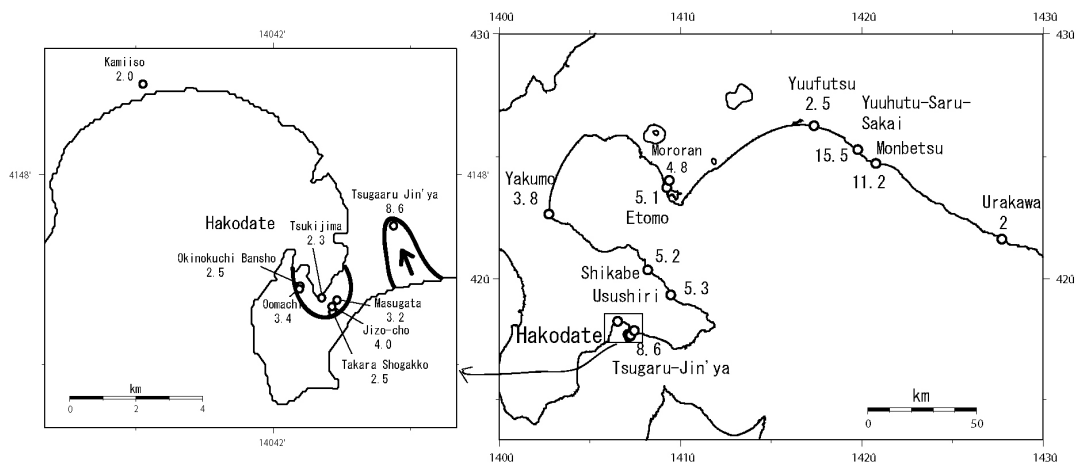 14042'
Kamiiso
2.0
4148'
Tsugaaru Jin'ya
8.6
Hakodate
Tsukijima
2.3
Okinokuchi Bansho
2.5
Oomachi
3.4
Masugata
3.2
Jizo-cho
4.0
Takara Shogakko
2.5
km
0 2 4
14042'
1400 1410 1420 1430
430 430
Yuufutsu
2.5
Yuuhutu-Saru-
Sakai
15.5
Monbetsu
11.2
Mororan
4.8
5.1
Etomo
Yakumo
3.8
Urakawa
2
5.2
Shikabe
5.3
Usushiri
420 420
Hakodate
8.6
Tsugaru-Jin'ya
km
0 50
1400 1410 1420 1430